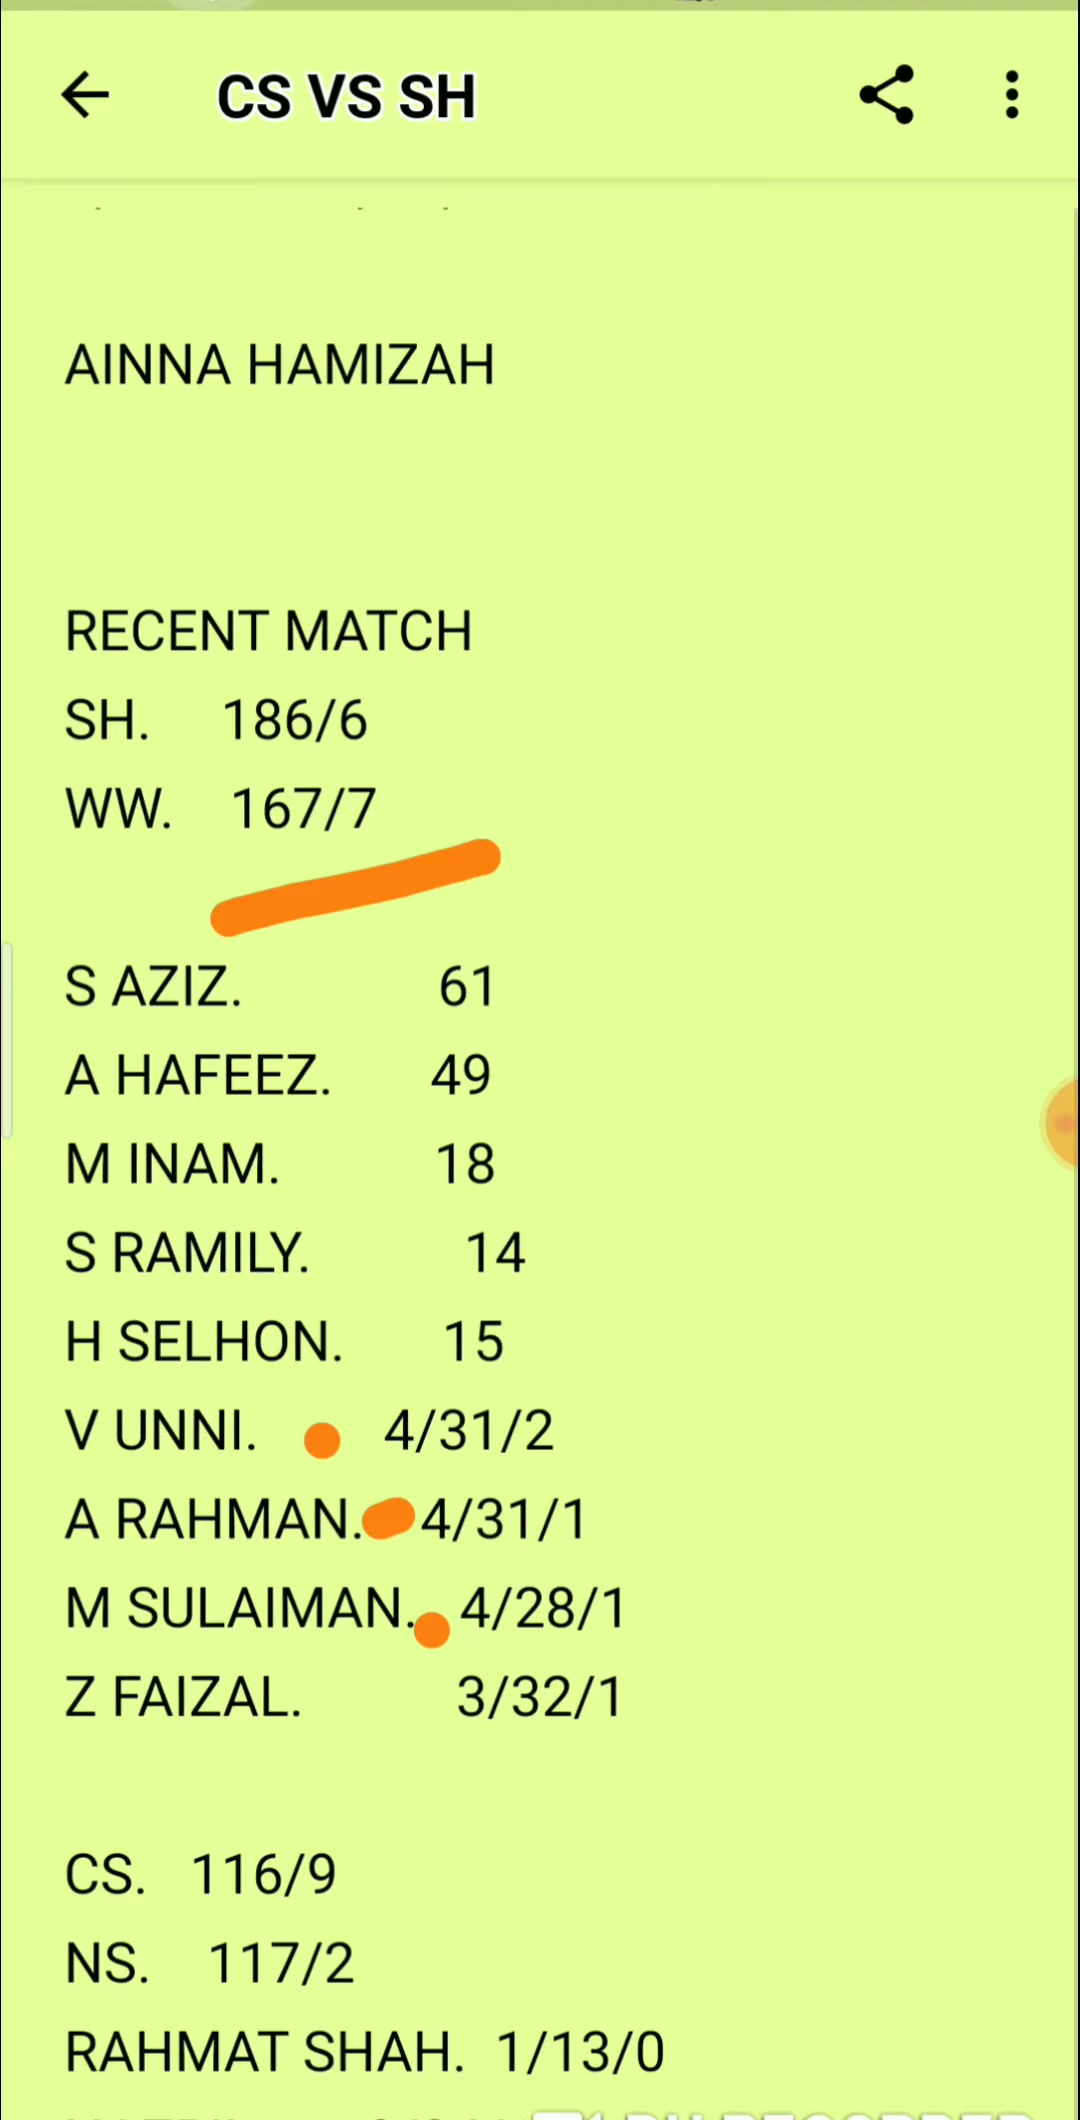 CS VS SH
AINNA HAMIZAH
RECENT MATCH
SH. 186/6
WW. 167/7
S AZIZ. 61
A HAFEEZ. 49
M INAM. 18
S RAMILY. 14
H SELHON. 15
V UNNI. 4/31/2
A RAHMAN. 4/31/1
M SULAIMAN. 4/28/1
Z FAIZAL. 3/32/1
CS. 116/9
NS. 117/2
RAHMAT SHAH. 1/13/0